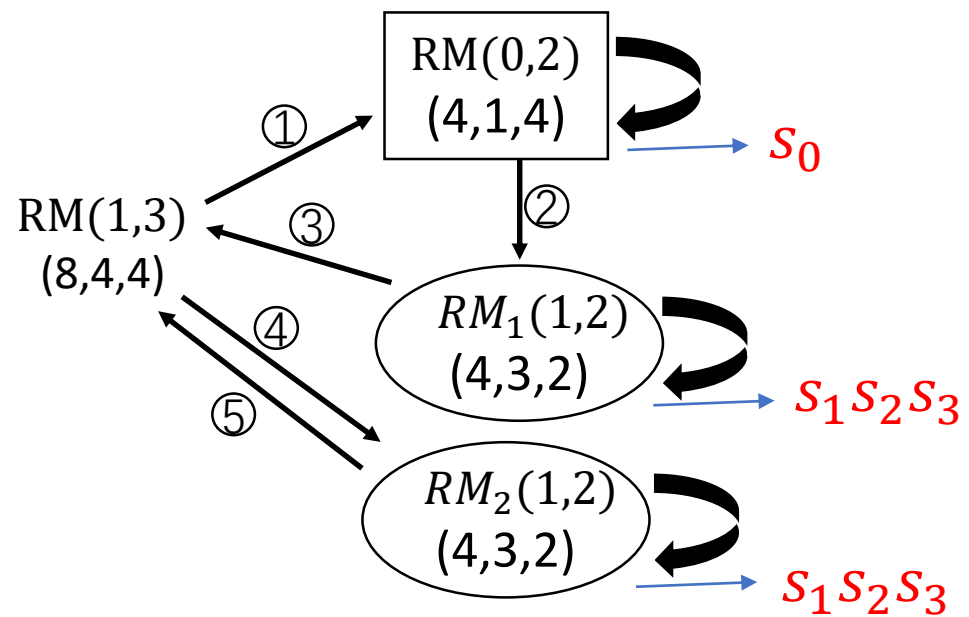 RM(0,2)
(4,1,4)
s₀
①
②
RM(1,3)
(8,4,4)
③
RM₁(1,2)
(4,3,2)
s₁s₂s₃
④
⑤
RM₂(1,2)
(4,3,2)
s₁s₂s₃